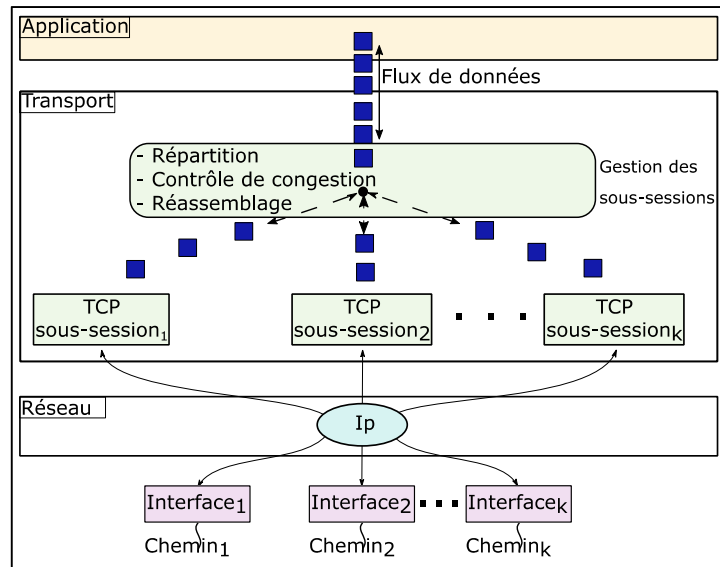 Application
Flux de données
Transport
- Répartition
- Contrôle de congestion
- Réassemblage
Gestion des
sous-sessions
TCP
sous-session₁
TCP
sous-session₂
TCP
sous-sessionₖ
Réseau
Ip
Interface₁
Interface₂
Interfaceₖ
Chemin₁
Chemin₂
Cheminₖ